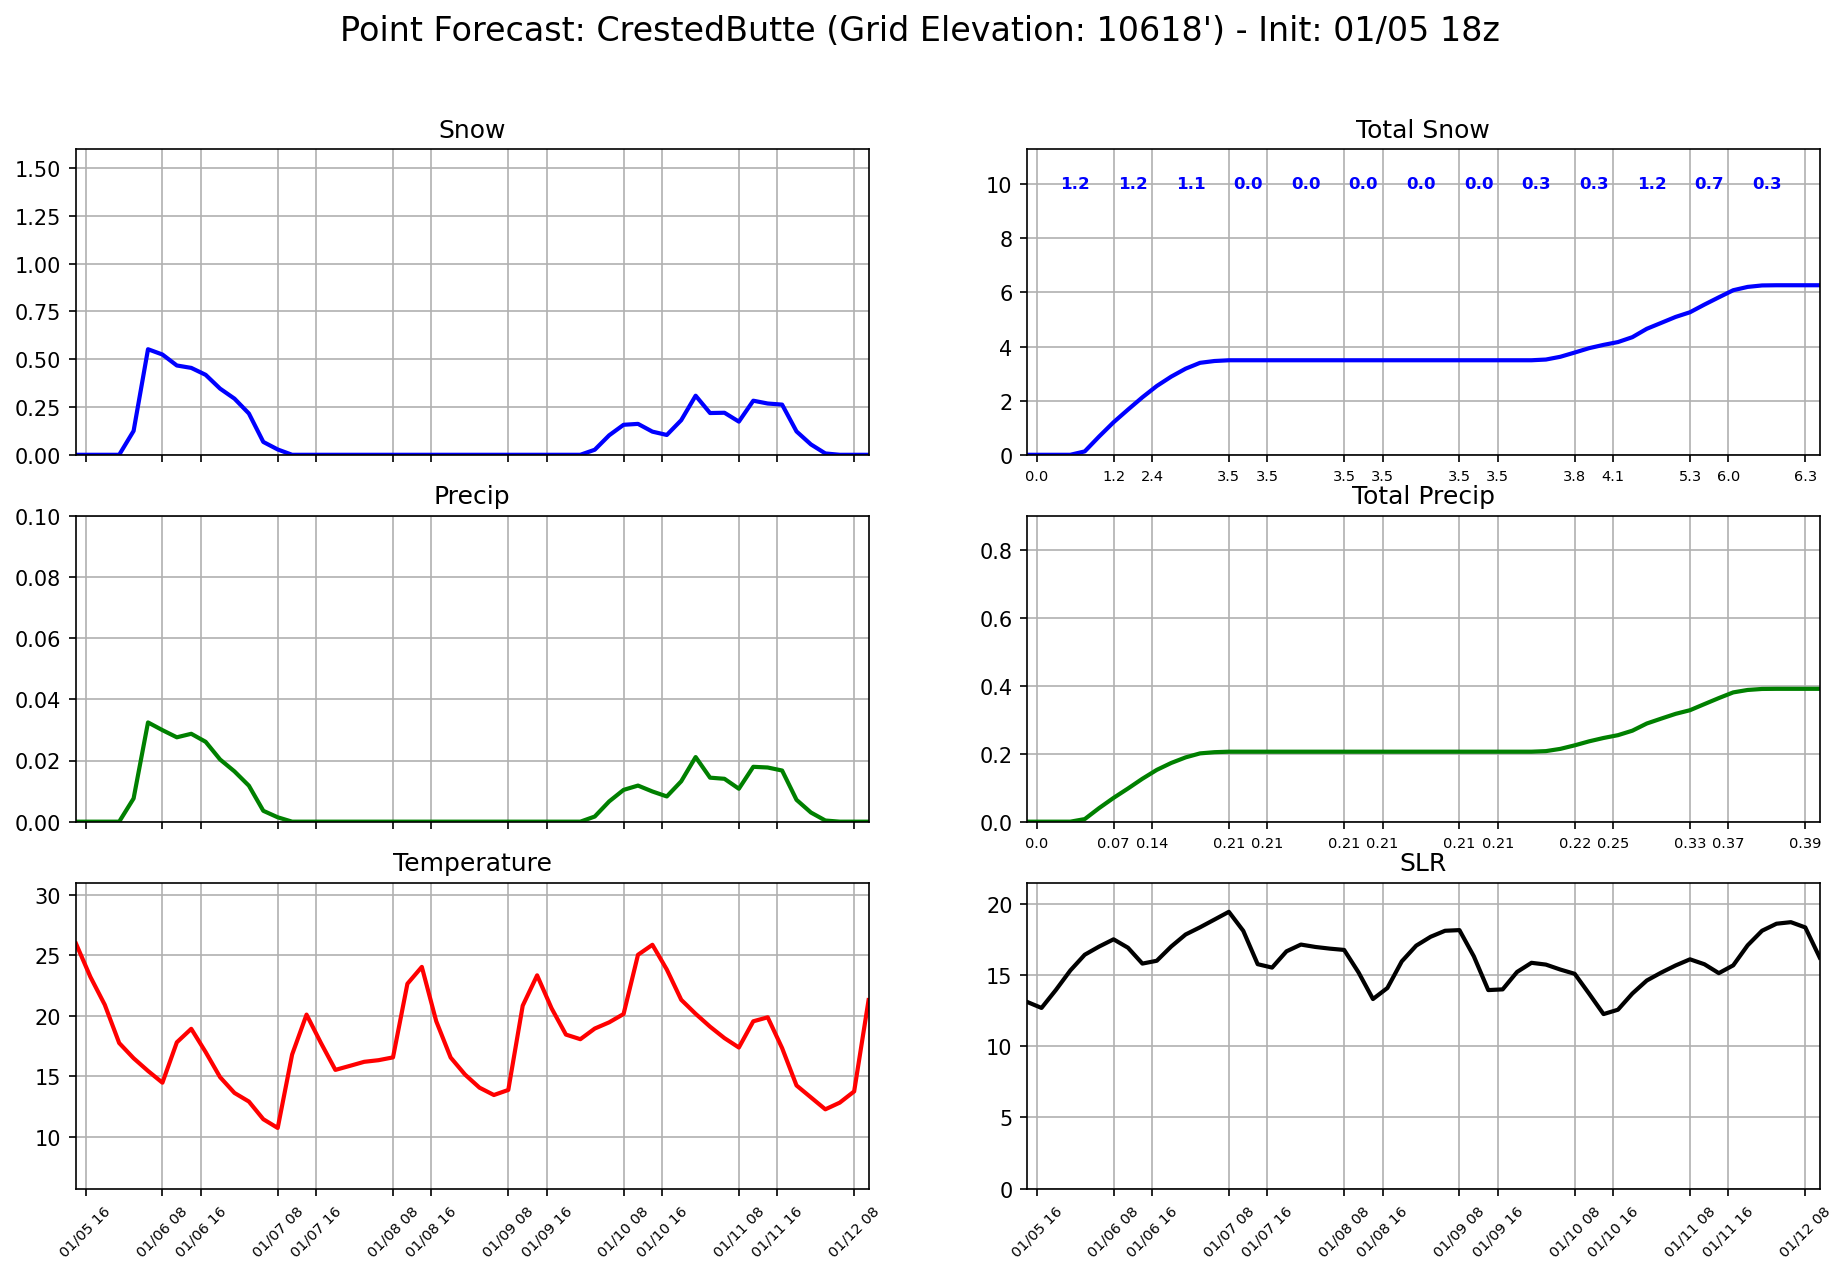 Point Forecast: CrestedButte (Grid Elevation: 10618') - Init: 01/05 18z
Snow
1.50
1.25
1.00
0.75
0.50
0.25
0.00
Total Snow
1.2 1.2 1.1 0.0 0.0 0.0 0.0 0.0 0.3 0.3 1.2 0.7 0.3
10
8
6
4
2
0
0.0 1.2 2.4 3.5 3.5 3.5 3.5 3.5 3.5 3.8 4.1 5.3 6.0 6.3
Precip
0.10
0.08
0.06
0.04
0.02
0.00
Total Precip
0.8
0.6
0.4
0.2
0.0
0.0 0.07 0.14 0.21 0.21 0.21 0.21 0.21 0.21 0.22 0.25 0.33 0.37 0.39
Temperature
30
25
20
15
10
01/05 16 01/06 08 01/06 16 01/07 08 01/07 16 01/08 08 01/08 16 01/09 08 01/09 16 01/10 08 01/10 16 01/11 08 01/11 16 01/12 08
SLR
20
15
10
5
0
01/05 16 01/06 08 01/06 16 01/07 08 01/07 16 01/08 08 01/08 16 01/09 08 01/09 16 01/10 08 01/10 16 01/11 08 01/11 16 01/12 08